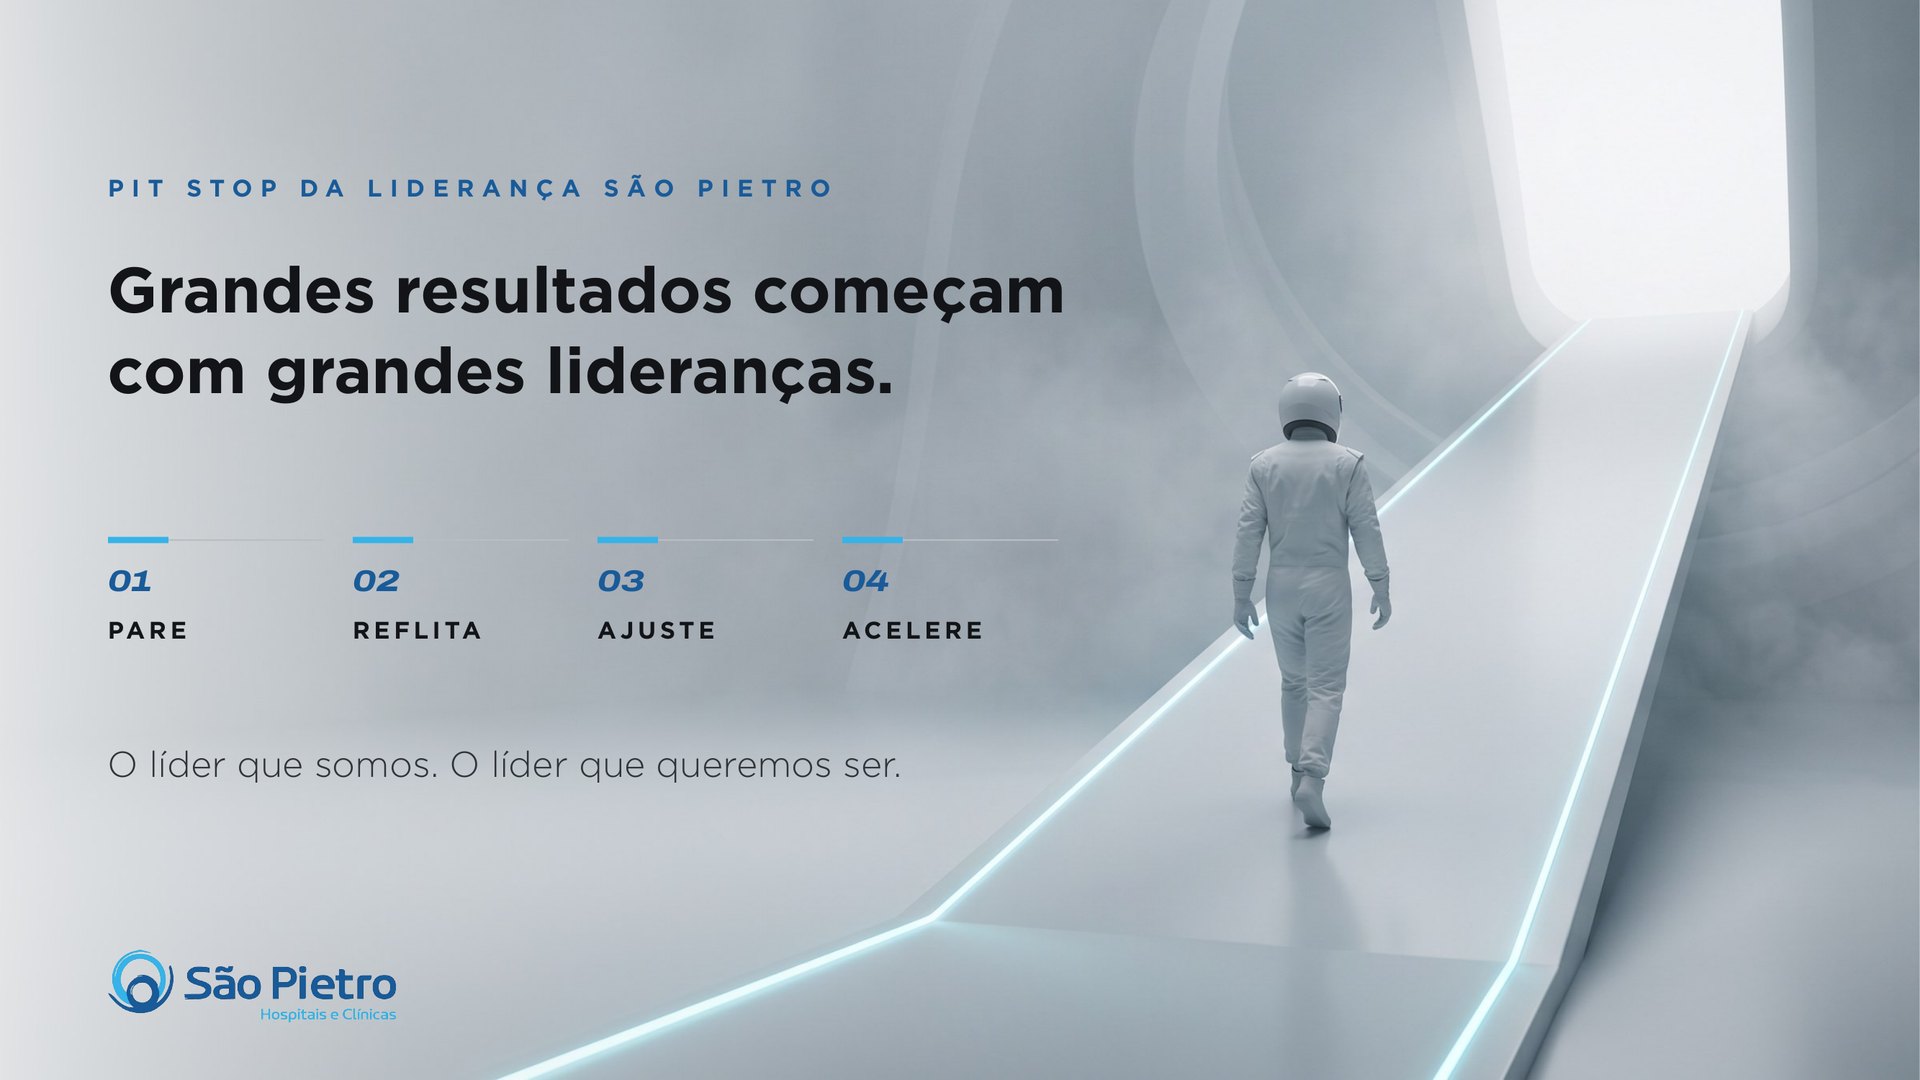 PIT STOP DA LIDERANÇA SÃO PIETRO
Grandes resultados começam
com grandes lideranças.
01
PARE
02
REFLITA
03
AJUSTE
04
ACELERE
O líder que somos. O líder que queremos ser.
São Pietro
Hospitais e Clínicas